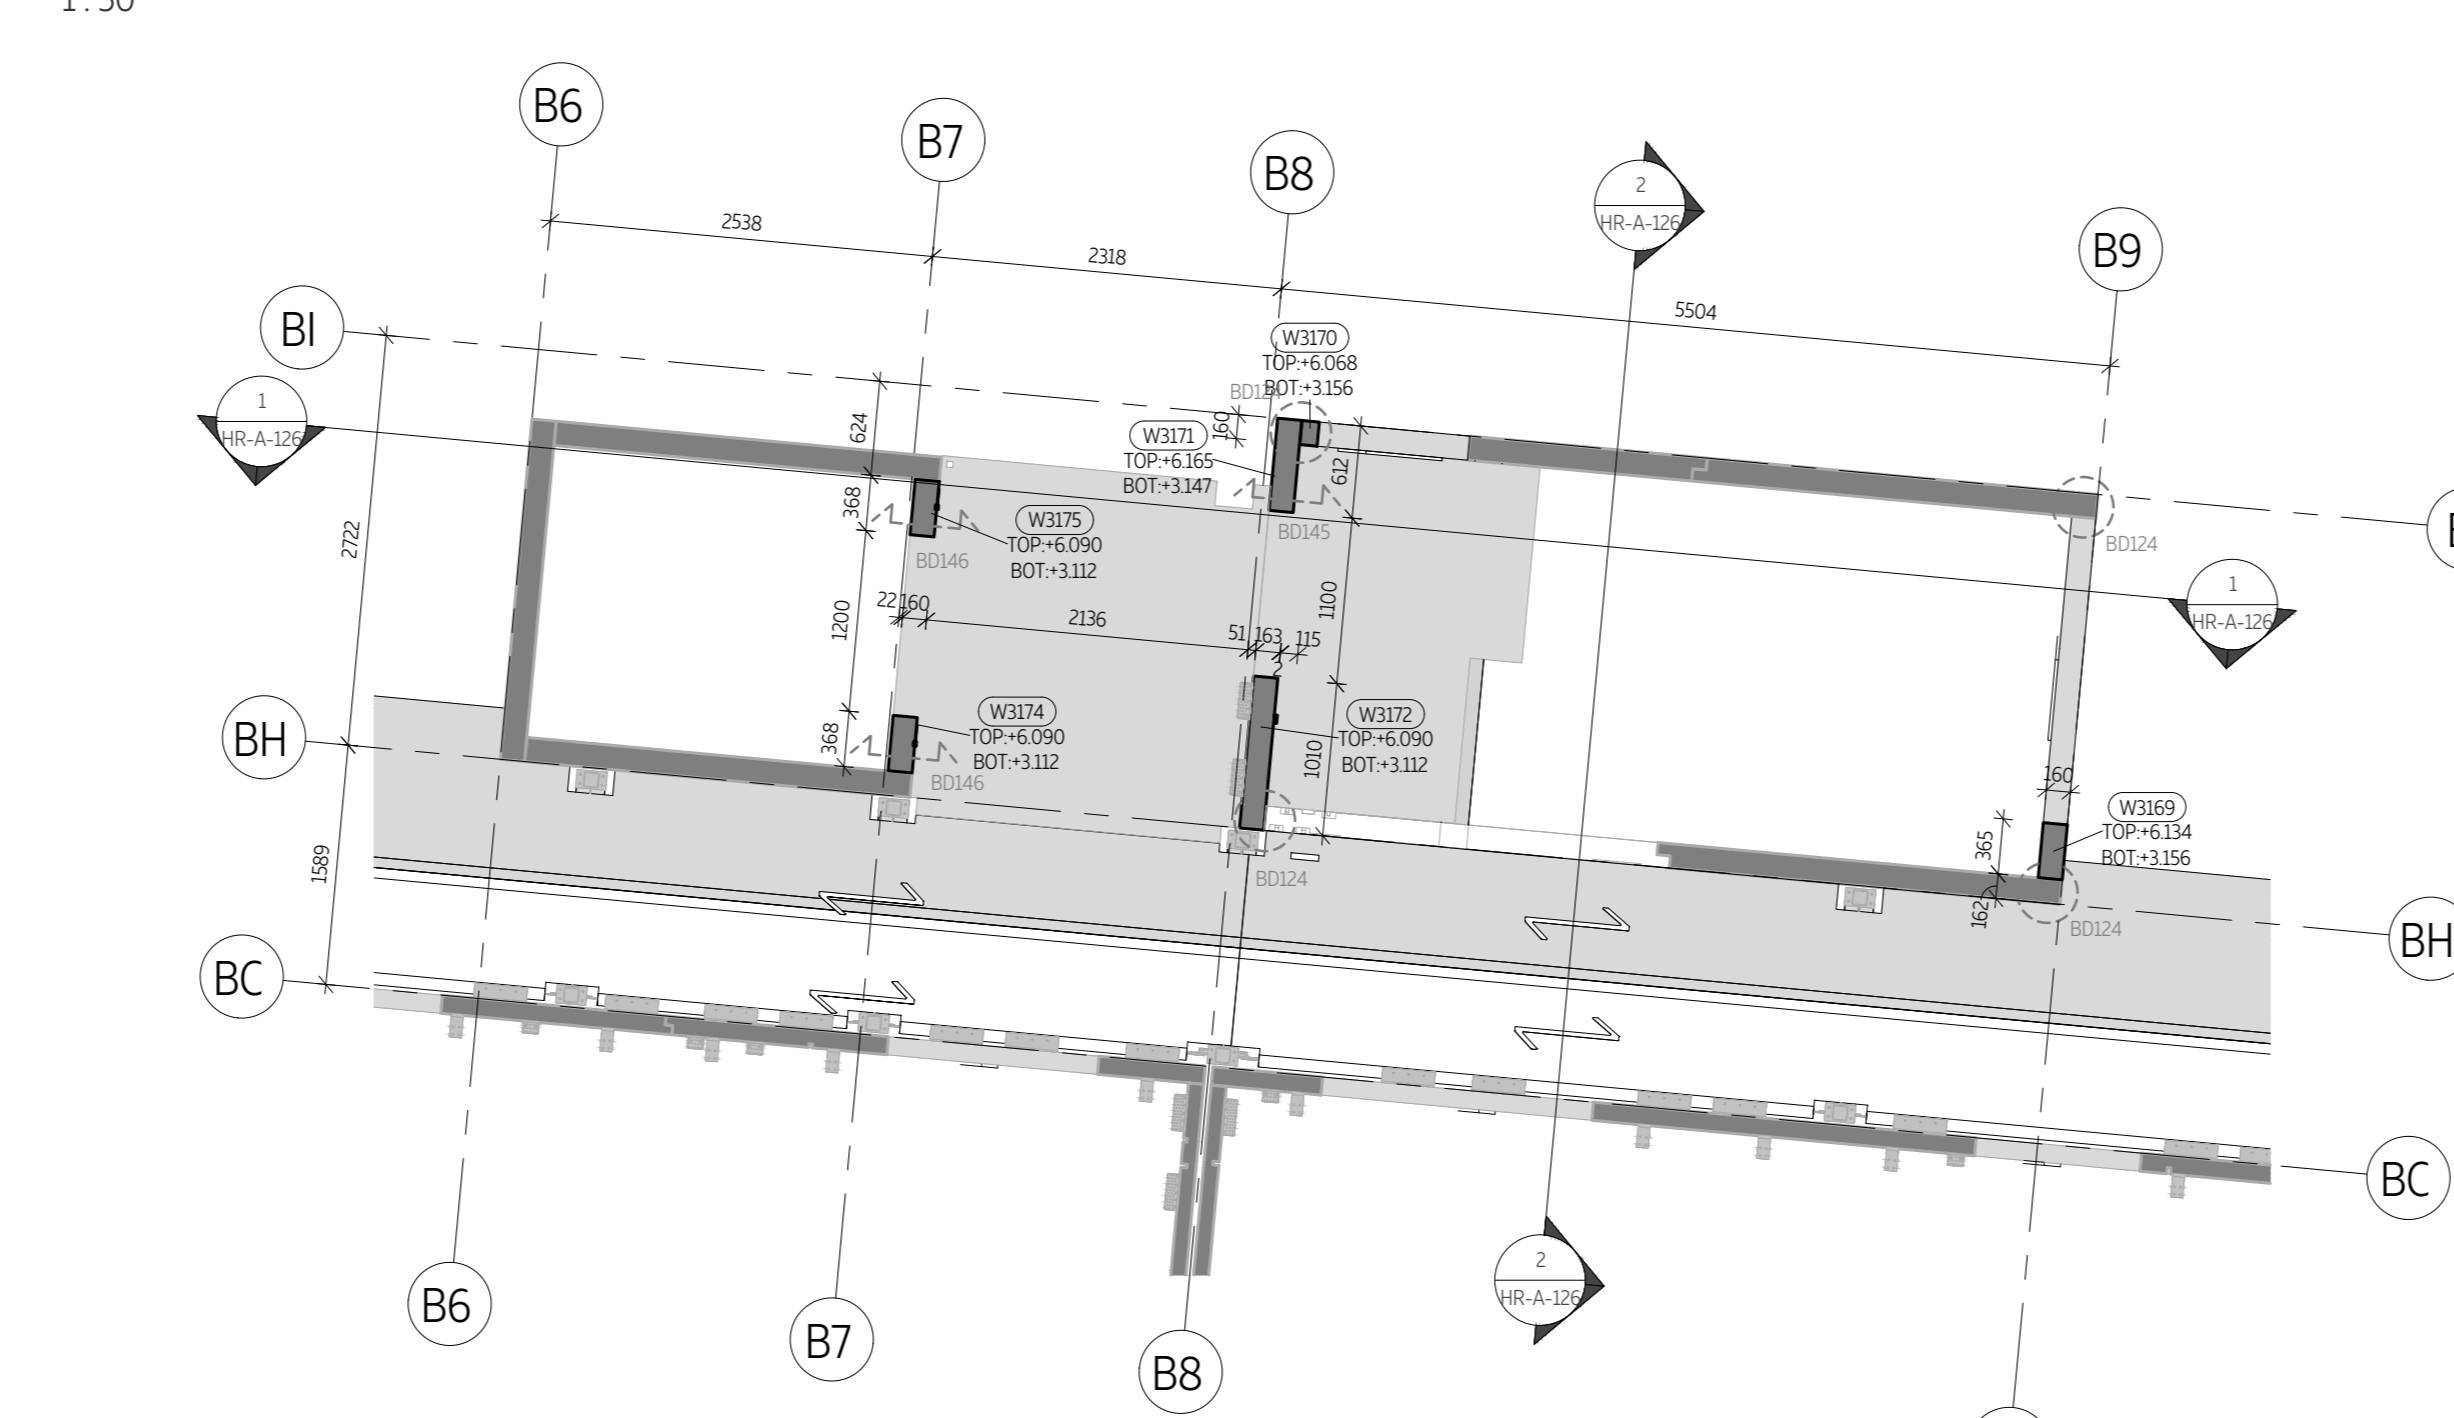 B6
B7
B8
2
HR-A-126
B9
2538
2318
5504
BI
W3170
TOP:+6.068
BOT:+3.156
1
HR-A-126
624
160
W3171
TOP:+6.165
BOT:+3.147
612
368
W3175
TOP:+6.090
BOT:+3.112
BD145
BD146
BD124
2722
1200
22
160
2136
51
163
115
1100
1
HR-A-126
BH
368
W3174
TOP:+6.090
BOT:+3.112
BD146
W3172
TOP:+6.090
BOT:+3.112
1010
160
W3169
TOP:+6.134
BOT:+3.156
365
1589
BD124
162
BD124
BH
BC
BC
2
HR-A-126
B6
B7
B8